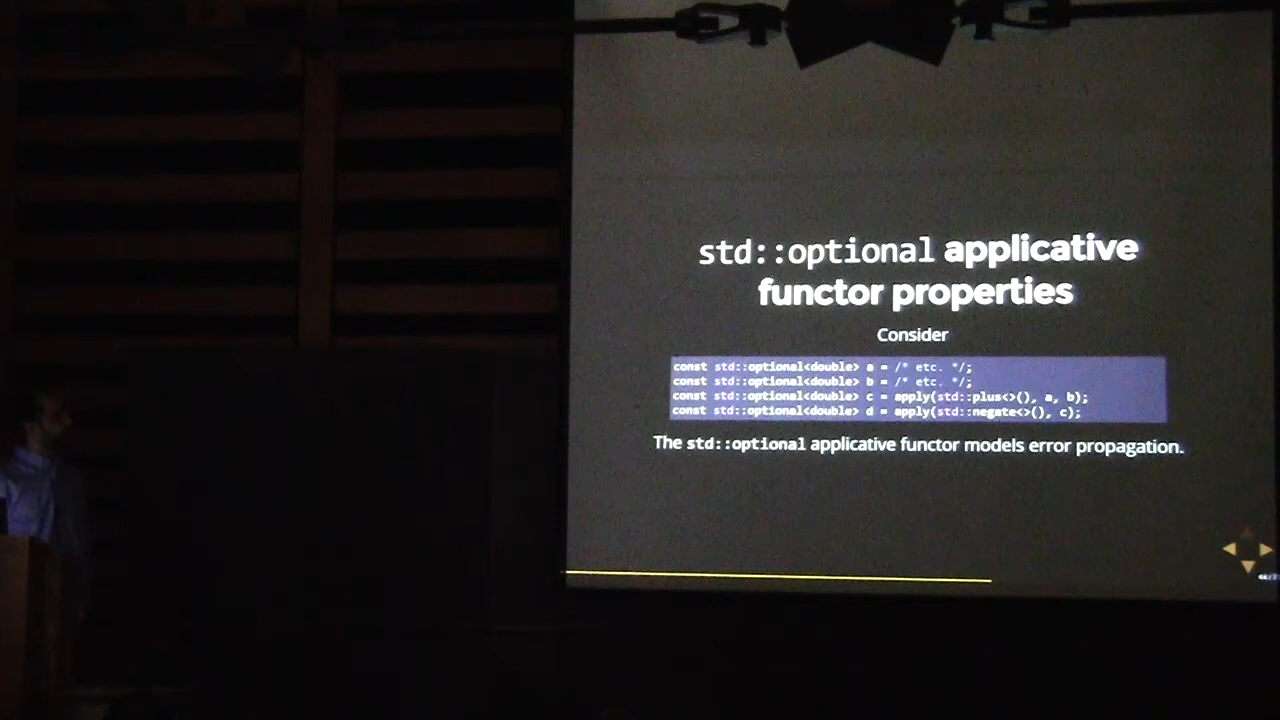 std::optional applicative
functor properties
Consider
const std::optional<double> a = /* etc. */;
const std::optional<double> b = /* etc. */;
const std::optional<double> c = apply(std::plus<>(), a, b);
const std::optional<double> d = apply(std::negate<>(), c);
The std::optional applicative functor models error propagation.